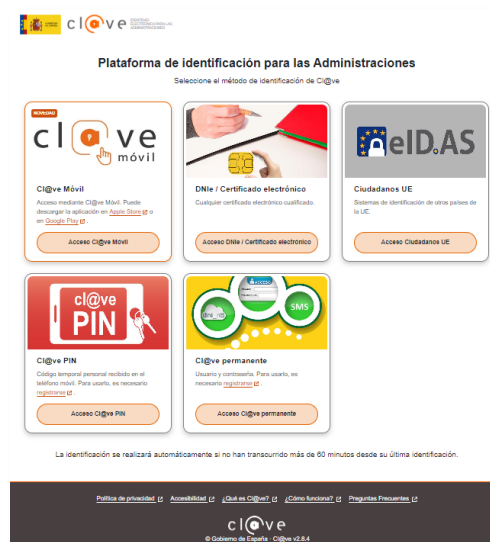 cl@ve IDENTIDAD ELECTRÓNICA PARA LAS ADMINISTRACIONES
Plataforma de identificación para las Administraciones
Seleccione el método de identificación de Cl@ve
NOVEDAD
cl@ve
móvil
Cl@ve Móvil
Acceso mediante Cl@ve Móvil. Puede
descargar la aplicación en Apple Store o
en Google Play.
Acceso Cl@ve Móvil
DNIe / Certificado electrónico
Cualquier certificado electrónico cualificado.
Acceso DNIe / Certificado electrónico
eID.AS
Ciudadanos UE
Sistemas de identificación de otros países de
la UE.
Acceso Ciudadanos UE
cl@ve
PIN
Cl@ve PIN
Código temporal personal recibido en el
teléfono móvil. Para usarlo, es necesario
registrarse.
Acceso Cl@ve PIN
SMS
Cl@ve permanente
Usuario y contraseña. Para usarlo, es
necesario registrarse.
Acceso Cl@ve permanente
La identificación se realizará automáticamente si no han transcurrido más de 60 minutos desde su última identificación.
Política de privacidad Accesibilidad ¿Qué es Cl@ve? ¿Cómo funciona? Preguntas Frecuentes
cl@ve
© Gobierno de España - Cl@ve v2.8.4